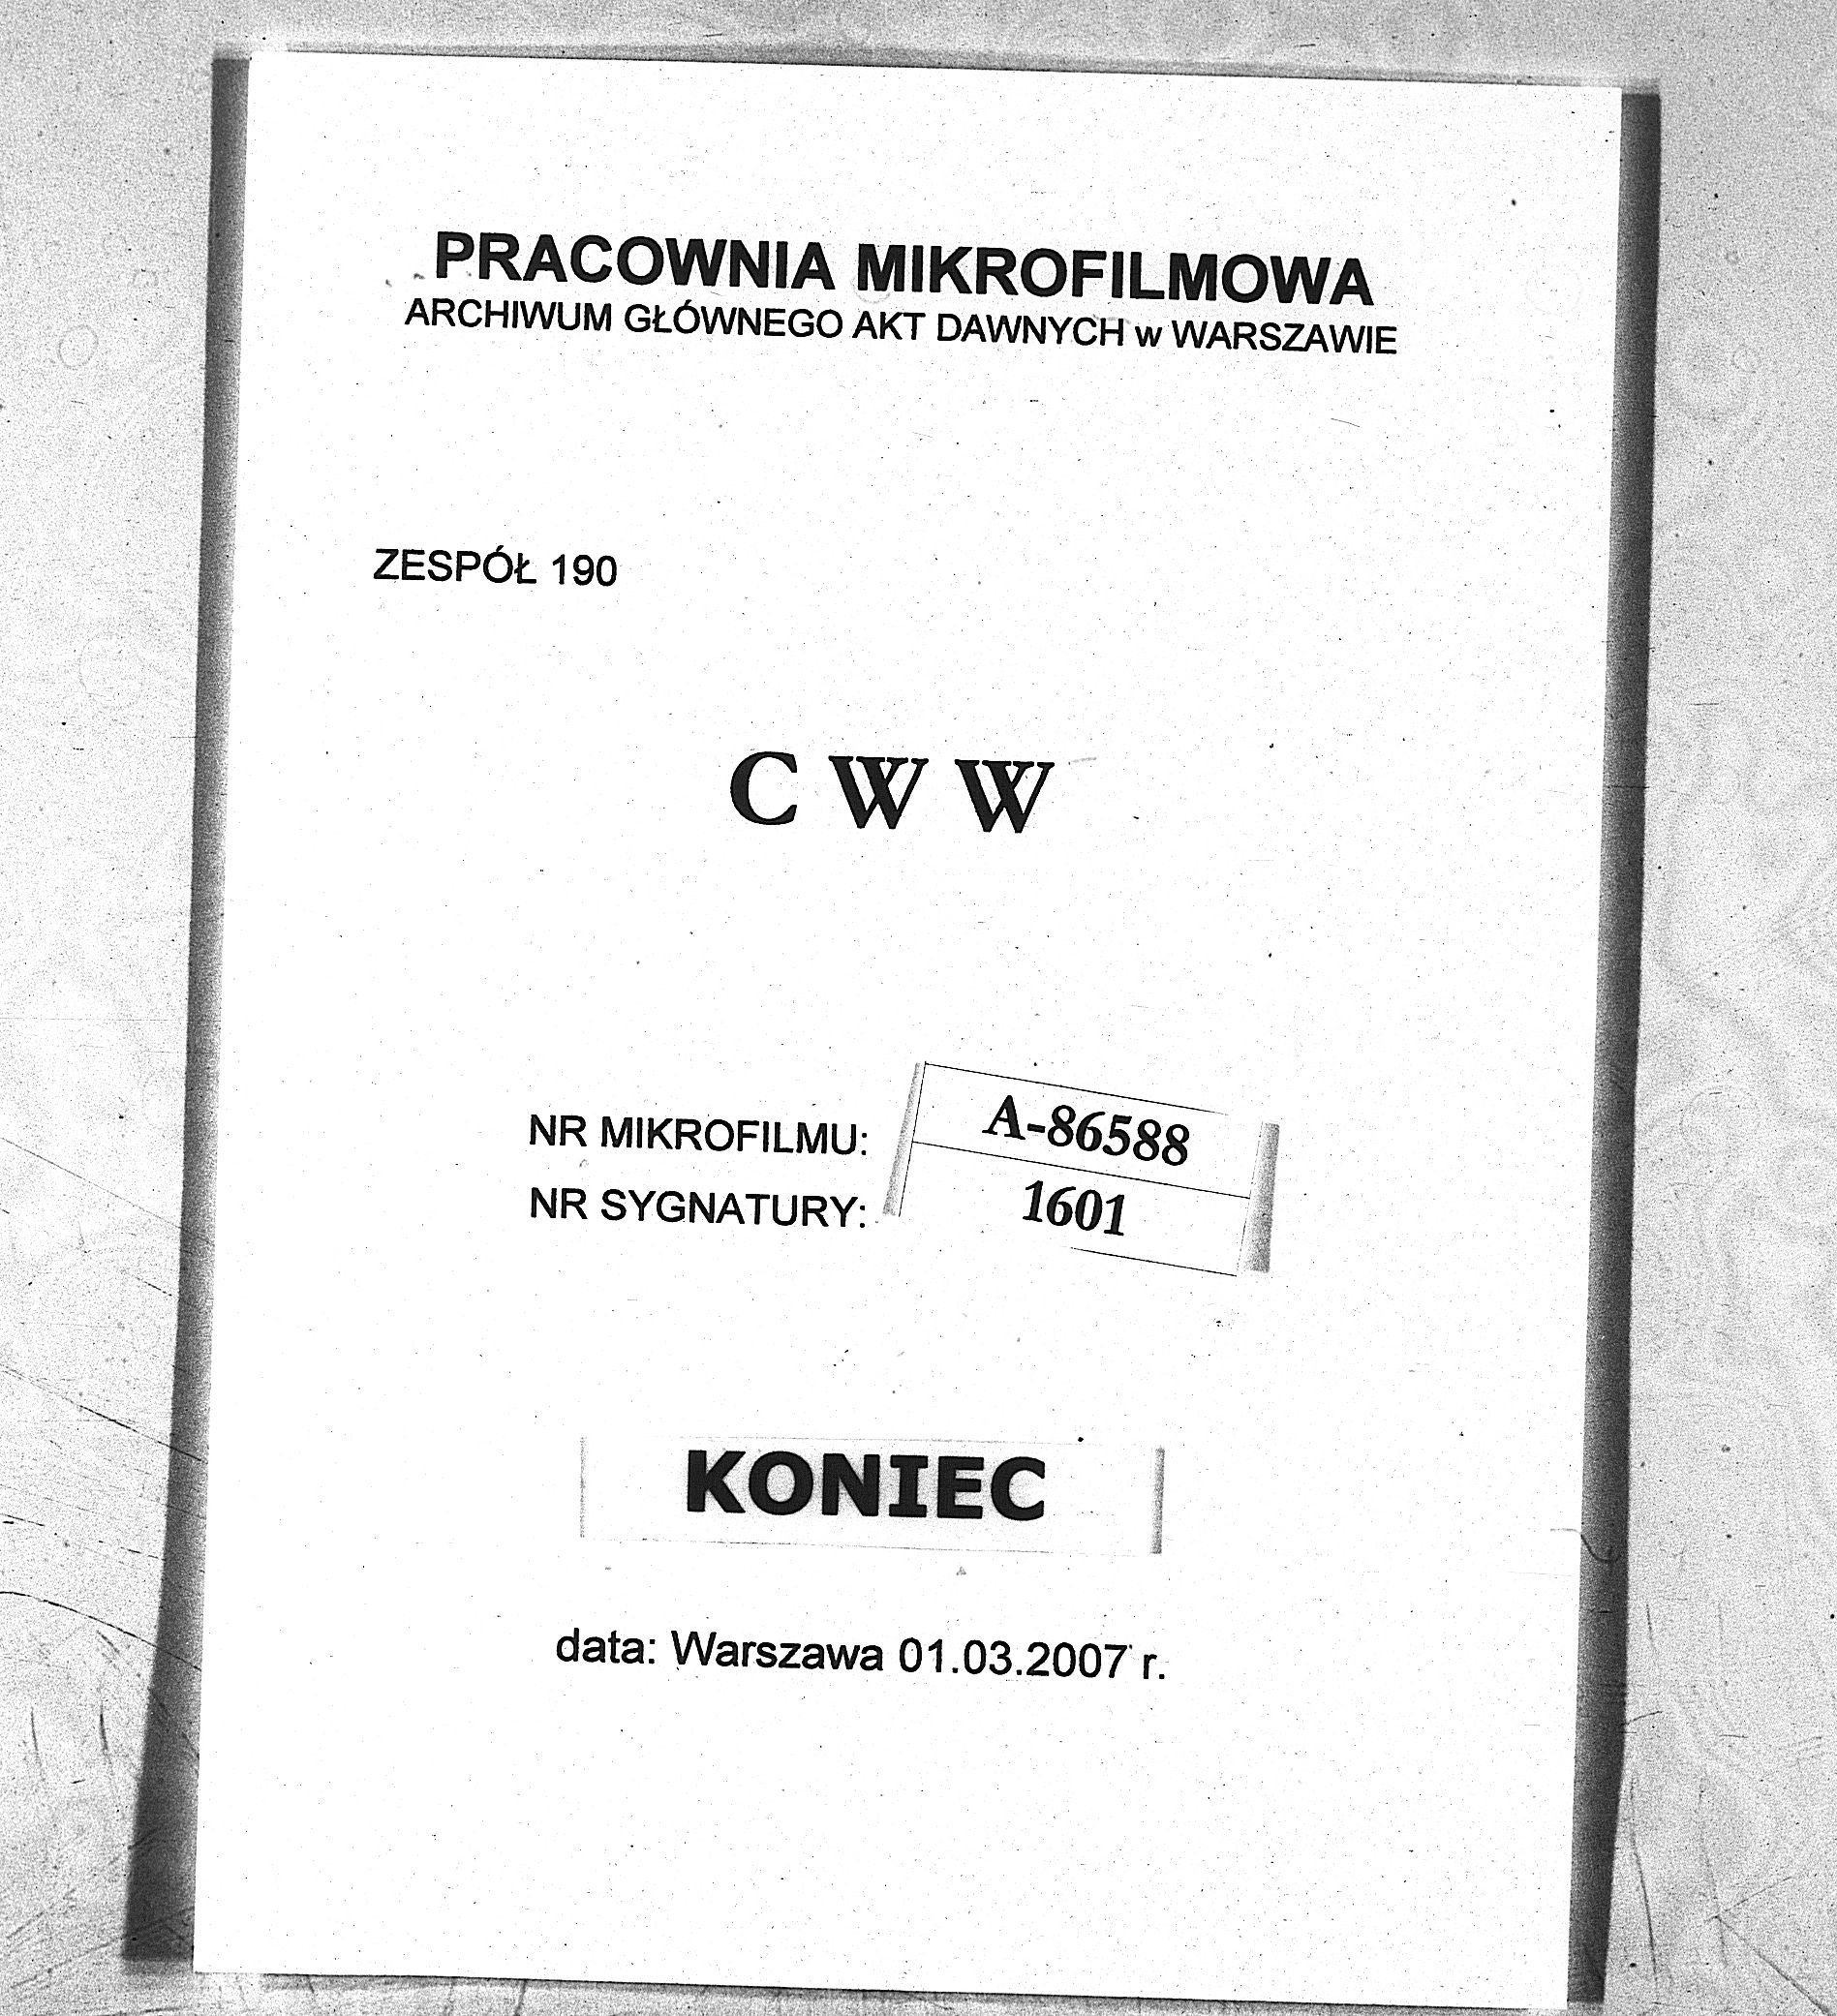 PRACOWNIA MIKROFILMOWA
ARCHIWUM GŁÓWNEGO AKT DAWNYCH w WARSZAWIE
ZESPÓŁ 190
C W W
NR MIKROFILMU: A-86588
NR SYGNATURY: 1601
KONIEC
data: Warszawa 01.03.2007 r.